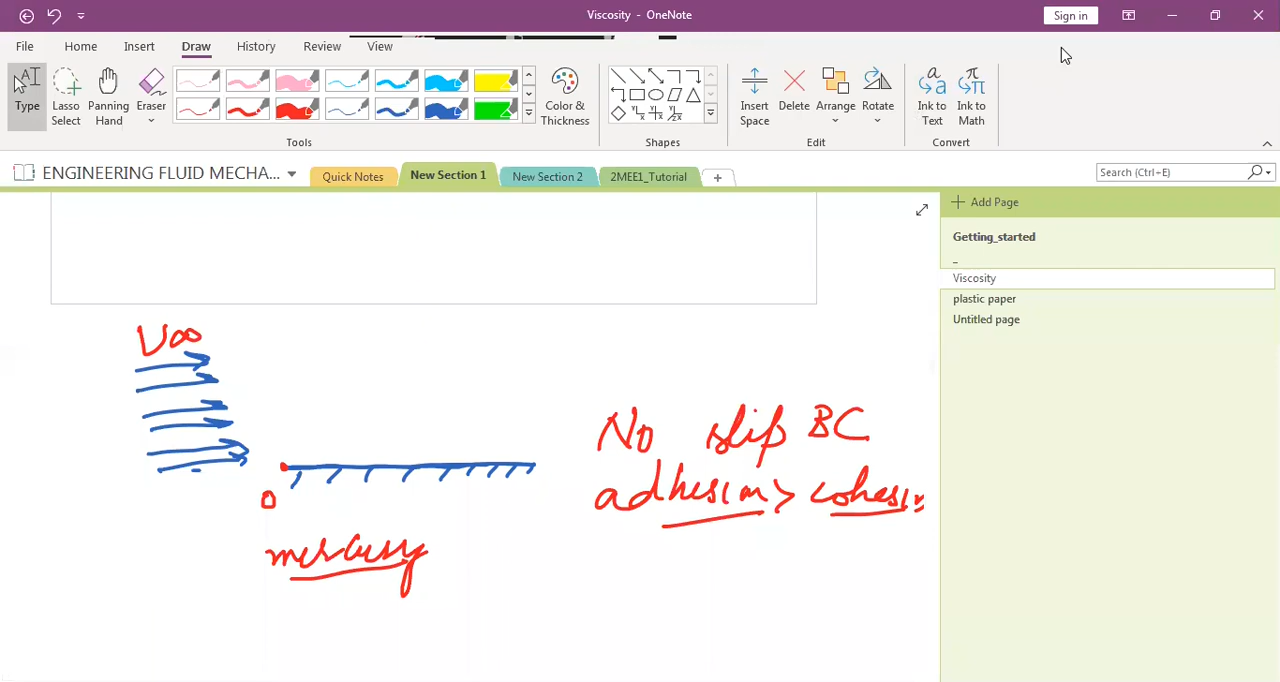 Viscosity - OneNote
Sign in
File Home Insert Draw History Review View
Type
Lasso Select
Panning Hand
Eraser
Color & Thickness
Insert Space
Delete
Arrange
Rotate
Ink to Text
Ink to Math
Tools
Shapes
Edit
Convert
ENGINEERING FLUID MECHA...
Quick Notes
New Section 1
New Section 2
2MEE1_Tutorial
Search (Ctrl+E)
Add Page
Getting_started
Viscosity
plastic paper
Untitled page
V∞
No slip BC
adhesion > cohesion
0
mercury